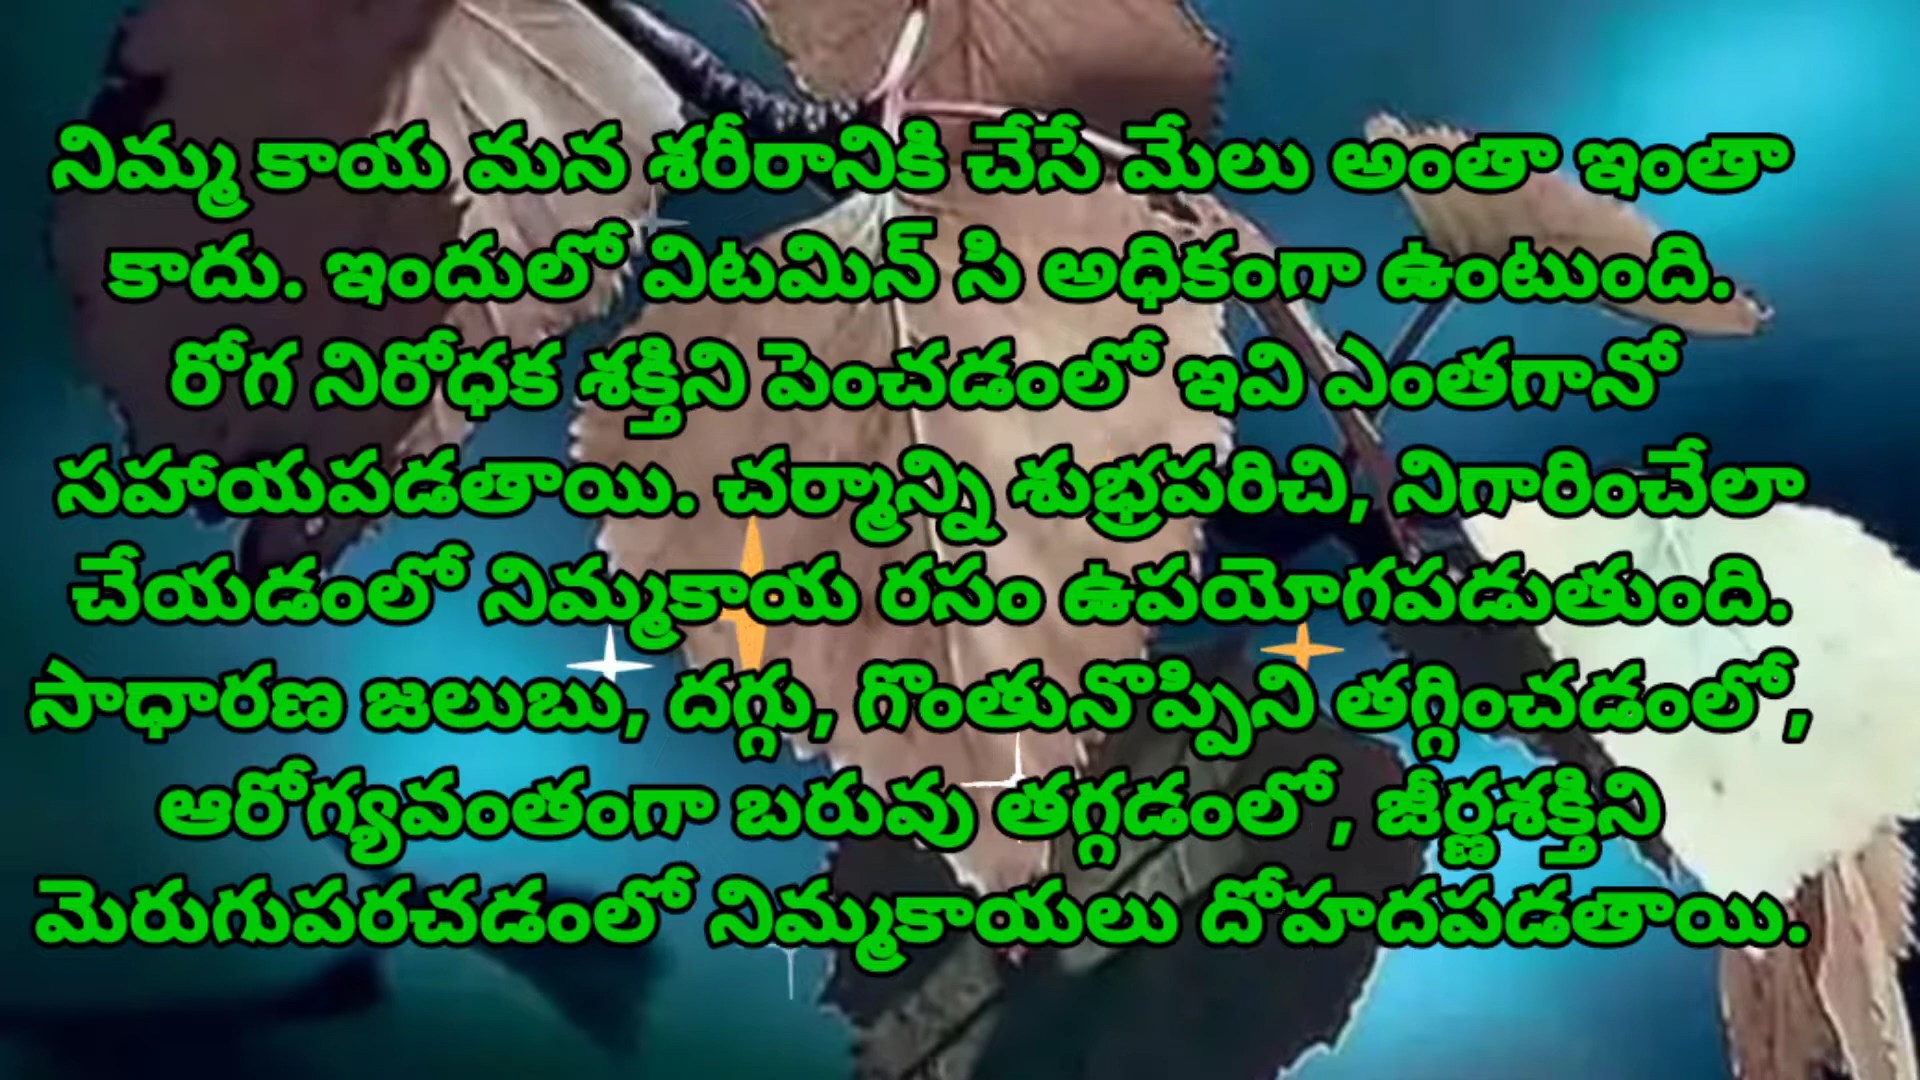 నిమ్మ కాయ మన శరీరానికి చేసే మేలు అంతా ఇంతా
కాదు. ఇందులో విటమిన్ సి అధికంగా ఉంటుంది.
రోగ నిరోధక శక్తిని పెంచడంలో ఇవి ఎంతగానో
సహాయపడతాయి. చర్మాన్ని శుభ్రపరిచి, నిగారించేలా
చేయడంలో నిమ్మకాయ రసం ఉపయోగపడుతుంది.
సాధారణ జలుబు, దగ్గు, గొంతునొప్పిని తగ్గించడంలో,
ఆరోగ్యవంతంగా బరువు తగ్గడంలో, జీర్ణశక్తిని
మెరుగుపరచడంలో నిమ్మకాయలు దోహదపడతాయి.